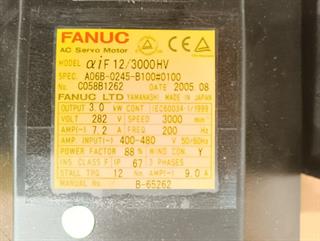 FANUC
AC Servo Motor
MODEL αiF 12/3000HV
SPEC. A06B-0245-B100#0100
No. C058B1262 DATE 2005.08
FANUC LTD YAMANASHI MADE IN JAPAN
OUTPUT 3.0 kW IEC60034-1/1999
VOLT 282 V SPEED 3000 min
AMP(~) 7.2 A FREQ 200 Hz
AMP. INPUT(~) 400-480 V 50/60Hz
POWER FACTOR 88 % WIND.CON. Y
INS.CLASS F IP 67 3 PHASES
STALL TRQ 12 Nm AMP(~) 9.0 A
MANUAL No. B-65262